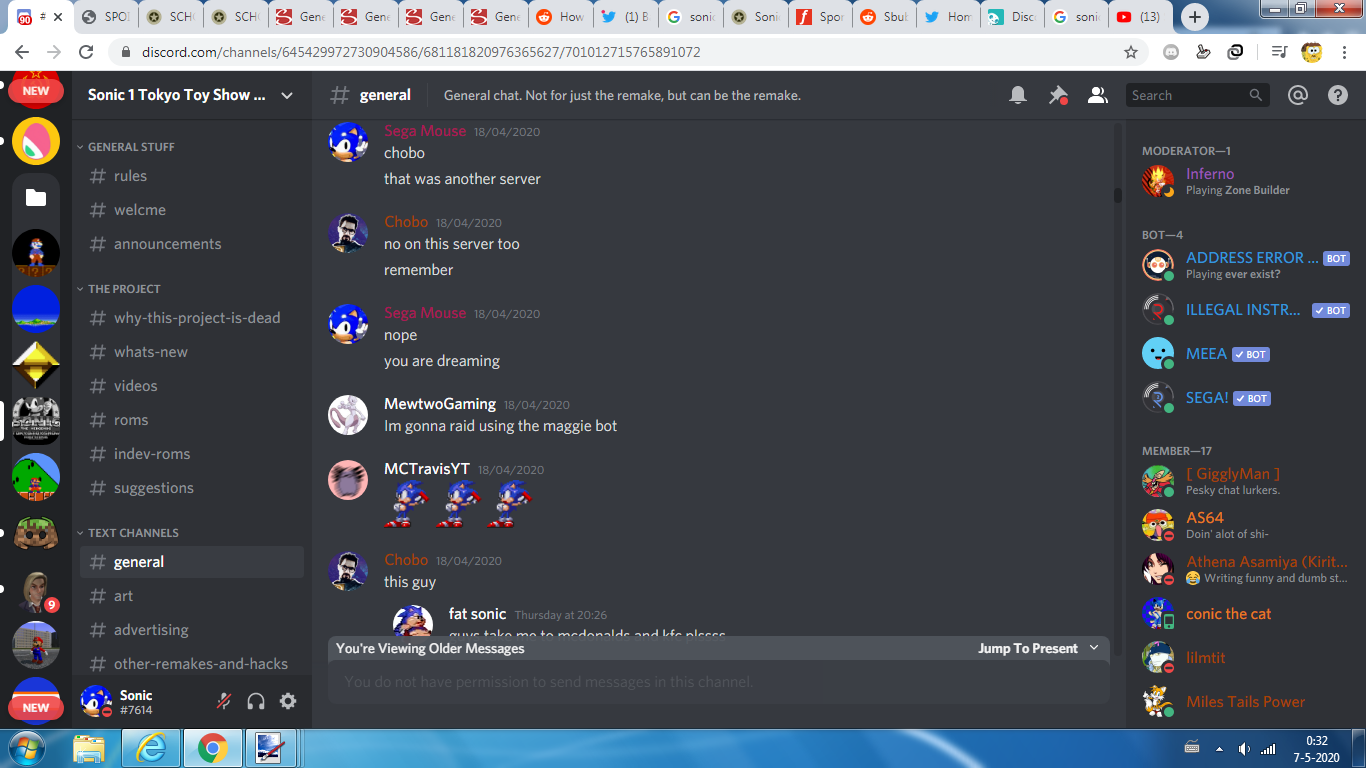 90
#
SPOI
SCHO
SCHO
Gene
Gene
Gene
Gene
How
(1) B
sonic
Sonic
Spor
Sbub
Hom
Disco
sonic
(13)
discord.com/channels/645429972730904586/681181820976365627/701012715765891072
NEW
Sonic 1 Tokyo Toy Show ...
general
General chat. Not for just the remake, but can be the remake.
Search
GENERAL STUFF
# rules
# welcme
# announcements
THE PROJECT
# why-this-project-is-dead
# whats-new
# videos
# roms
# indev-roms
# suggestions
TEXT CHANNELS
# general
# art
# advertising
# other-remakes-and-hacks
9
NEW
Sonic
#7614
Sega Mouse 18/04/2020
chobo
that was another server
Chobo 18/04/2020
no on this server too
remember
Sega Mouse 18/04/2020
nope
you are dreaming
MewtwoGaming 18/04/2020
Im gonna raid using the maggie bot
MCTravisYT 18/04/2020
Chobo 18/04/2020
this guy
fat sonic Thursday at 20:26
guys take me to mcdonalds and kfc plssss
You're Viewing Older Messages
Jump To Present
You do not have permission to send messages in this channel.
MODERATOR—1
Inferno
Playing Zone Builder
BOT—4
ADDRESS ERROR ... BOT
Playing ever exist?
ILLEGAL INSTR... BOT
MEEA BOT
SEGA! BOT
MEMBER—17
[ GigglyMan ]
Pesky chat lurkers.
AS64
Doin' alot of shi-
Athena Asamiya (Kirit...
😂 Writing funny and dumb st...
conic the cat
lilmtit
Miles Tails Power
0:32
7-5-2020